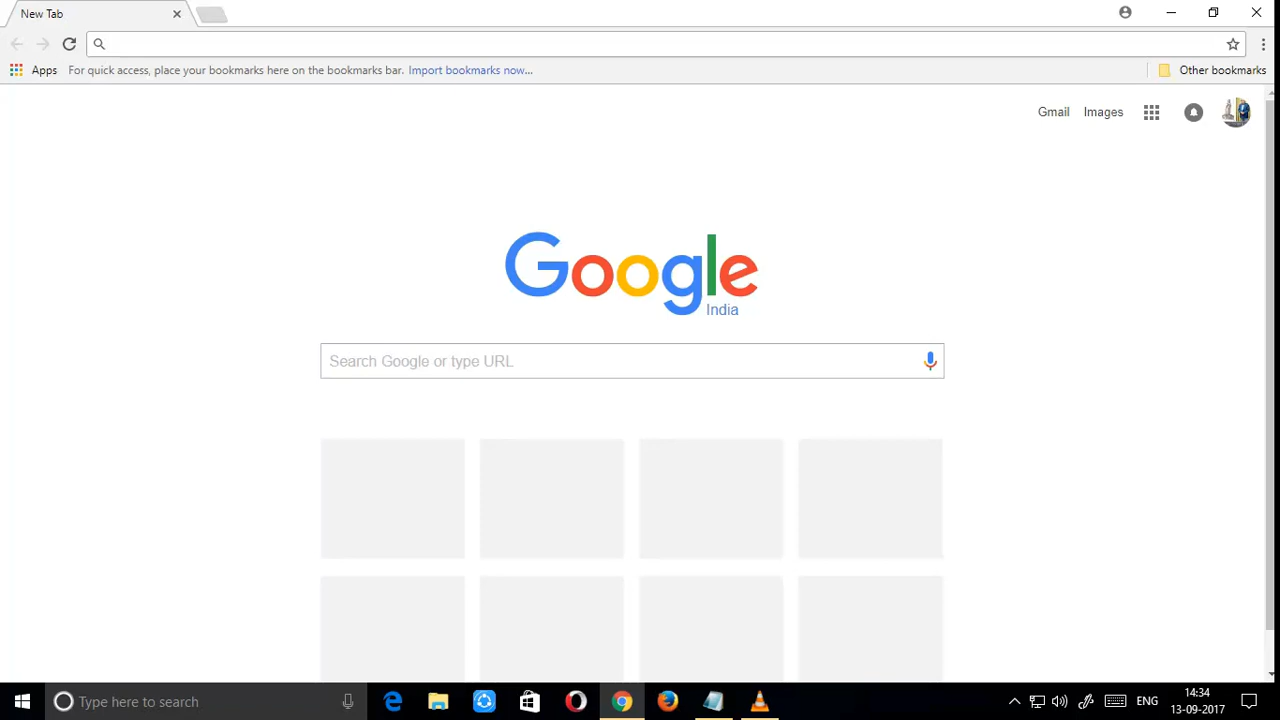 New Tab
Apps For quick access, place your bookmarks here on the bookmarks bar. Import bookmarks now... Other bookmarks
Gmail Images
Google
India
Search Google or type URL
Type here to search
ENG
14:34
13-09-2017